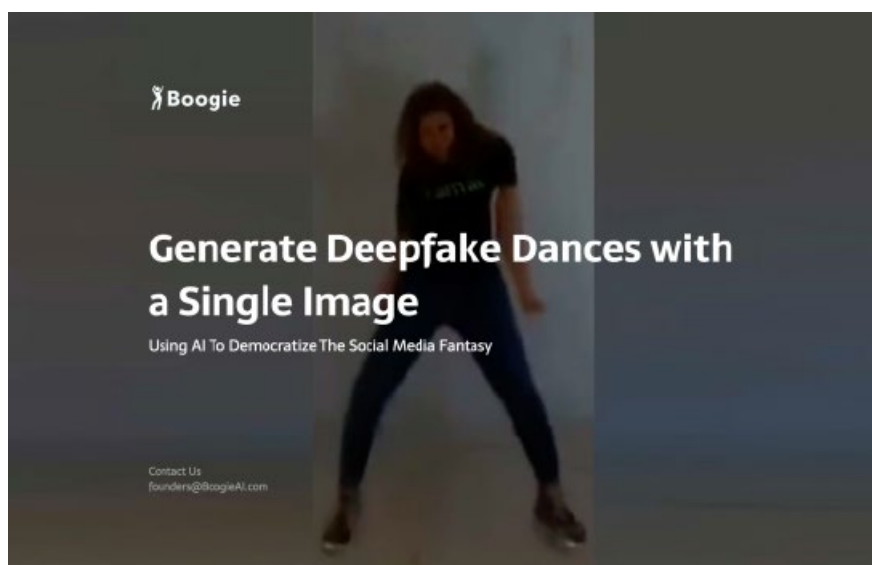 Boogie
Generate Deepfake Dances with
a Single Image
Using AI To Democratize The Social Media Fantasy
Contact Us
founders@BoogieAI.com